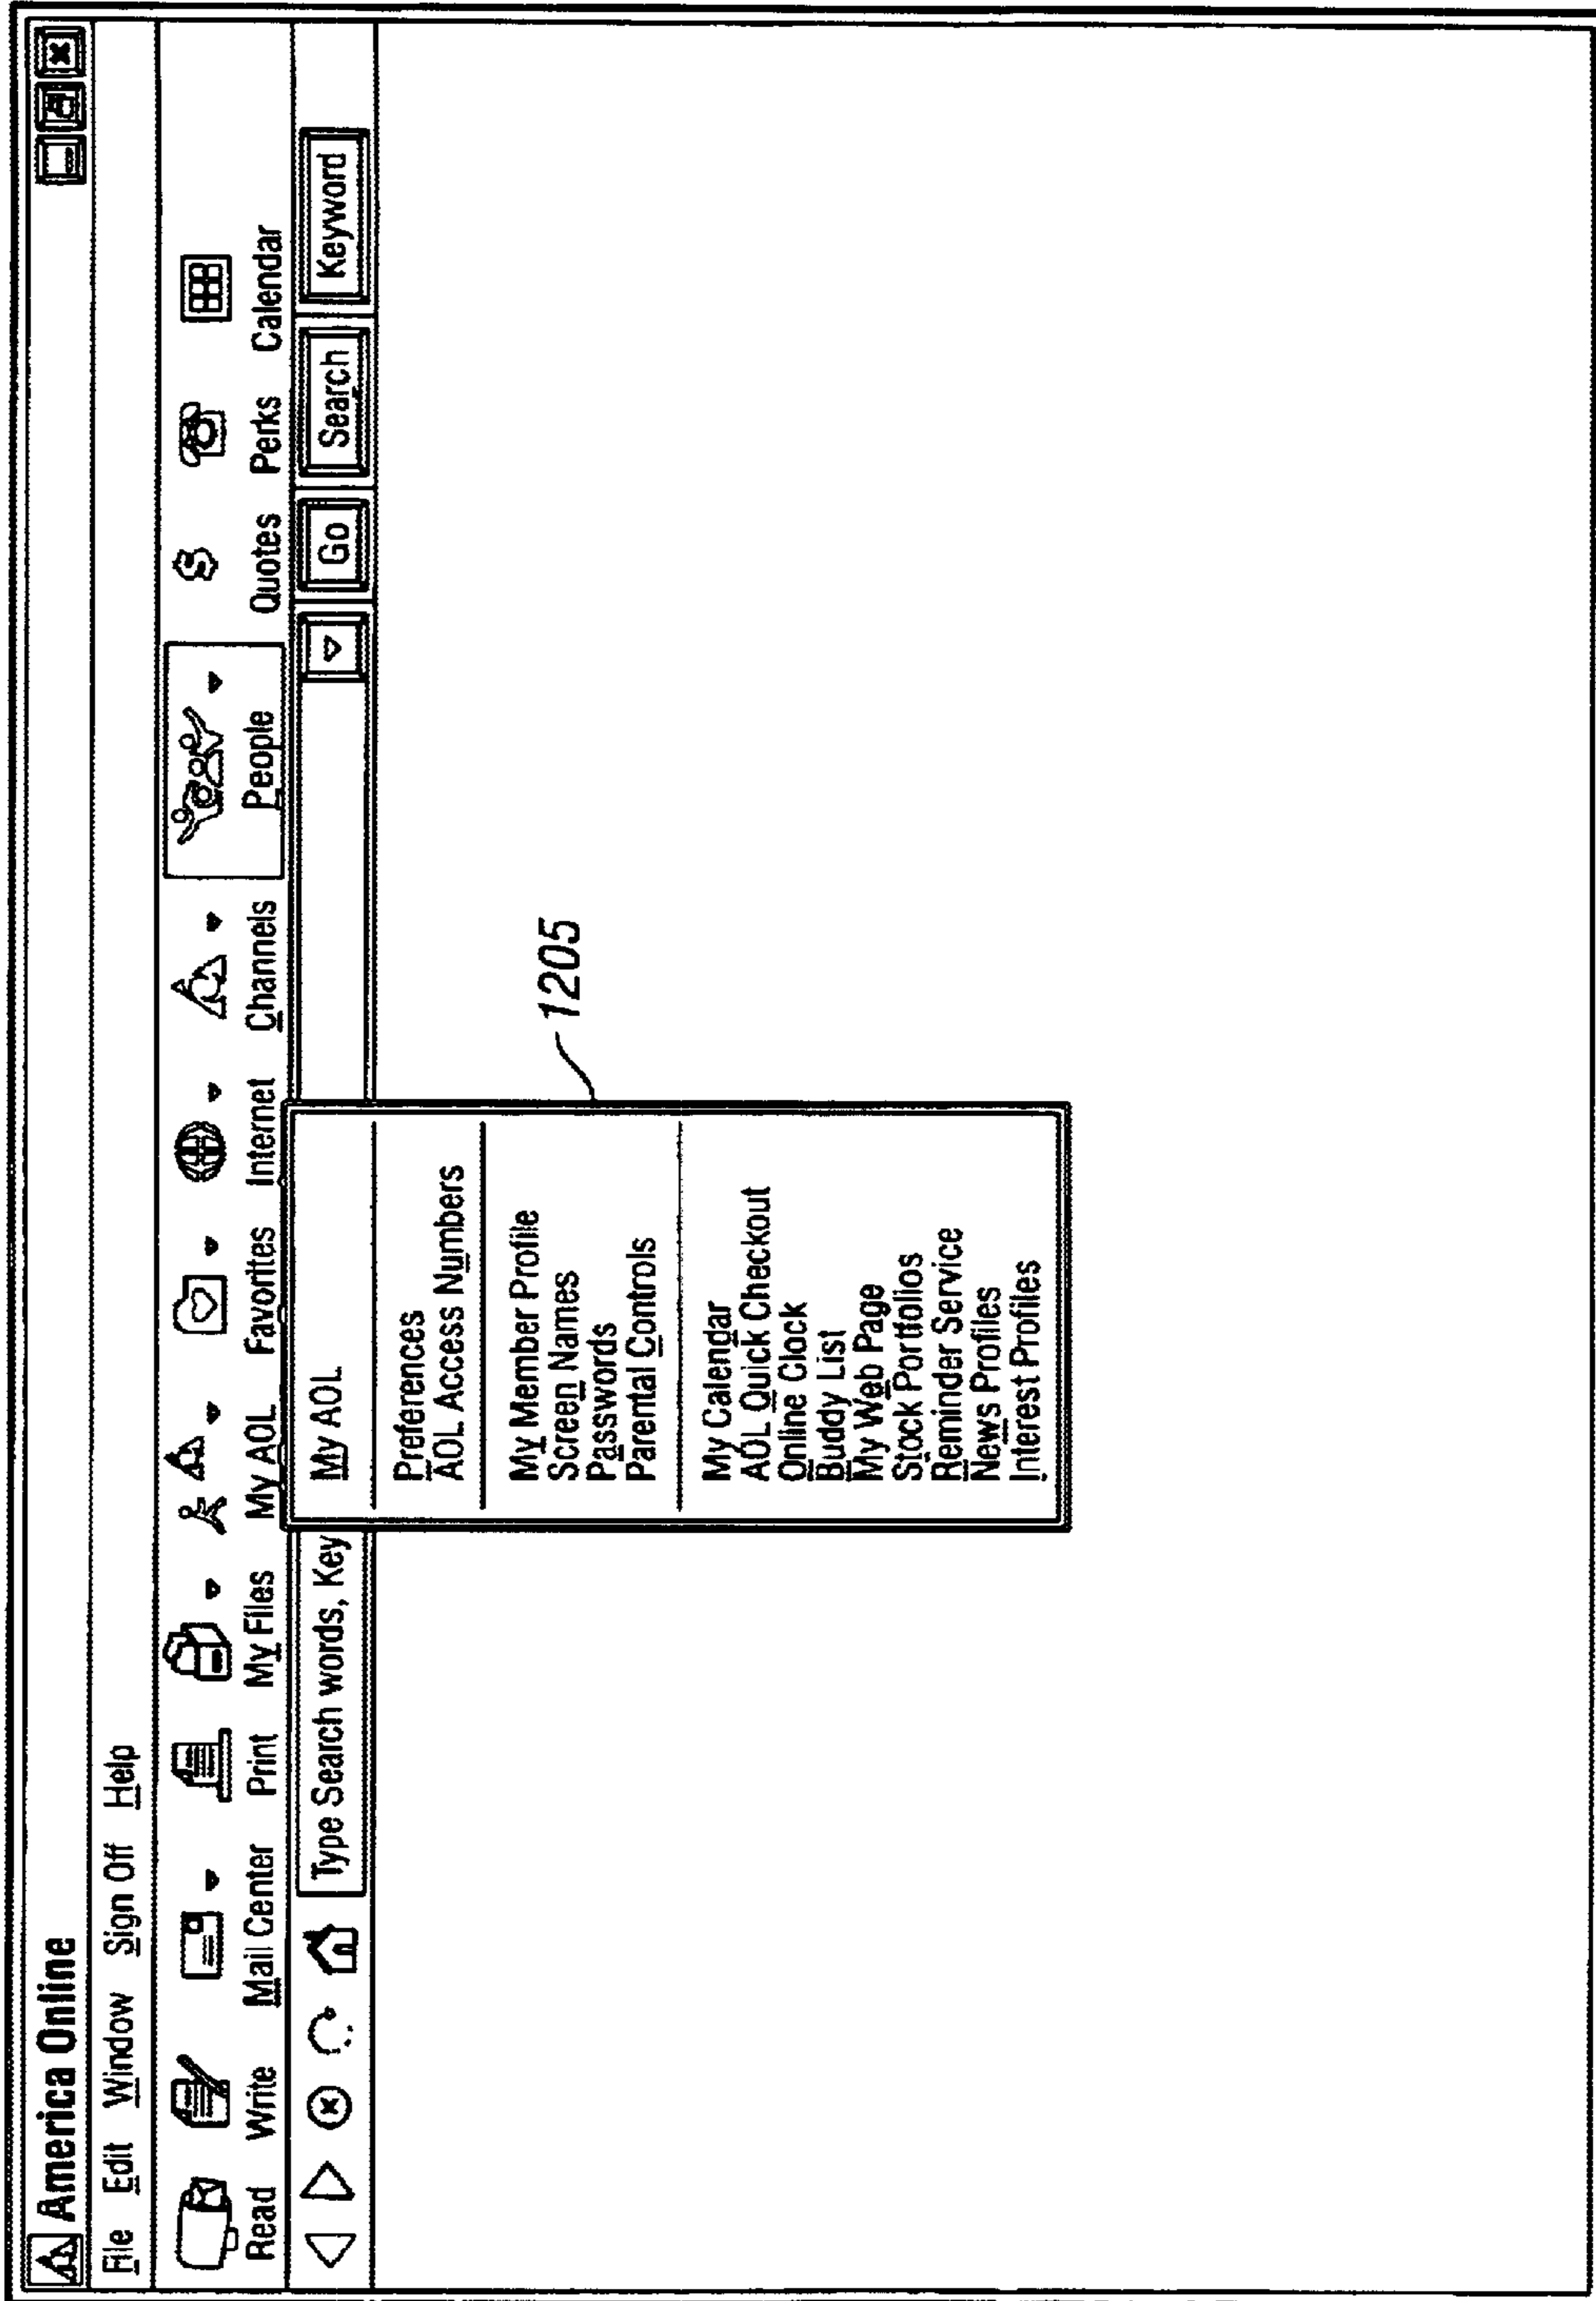 America Online
File Edit Window Sign Off Help
Read Write Mail Center Print My Files My AOL Favorites Internet Channels People Quotes Perks Calendar
Type Search words, Key Go Search Keyword
My AOL
Preferences
AOL Access Numbers
My Member Profile
Screen Names
Passwords
Parental Controls
My Calendar
AOL Quick Checkout
Online Clock
Buddy List
My Web Page
Stock Portfolios
Reminder Service
News Profiles
Interest Profiles
1205